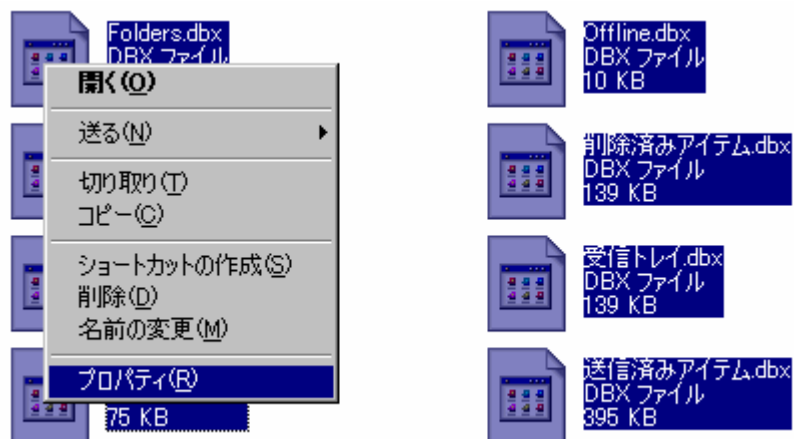 Folders.dbx
DBX ファイル
開く(O)
送る(N)
切り取り(T)
コピー(C)
ショートカットの作成(S)
削除(D)
名前の変更(M)
プロパティ(R)
75 KB
Offline.dbx
DBX ファイル
10 KB
削除済みアイテム.dbx
DBX ファイル
139 KB
受信トレイ.dbx
DBX ファイル
139 KB
送信済みアイテム.dbx
DBX ファイル
395 KB